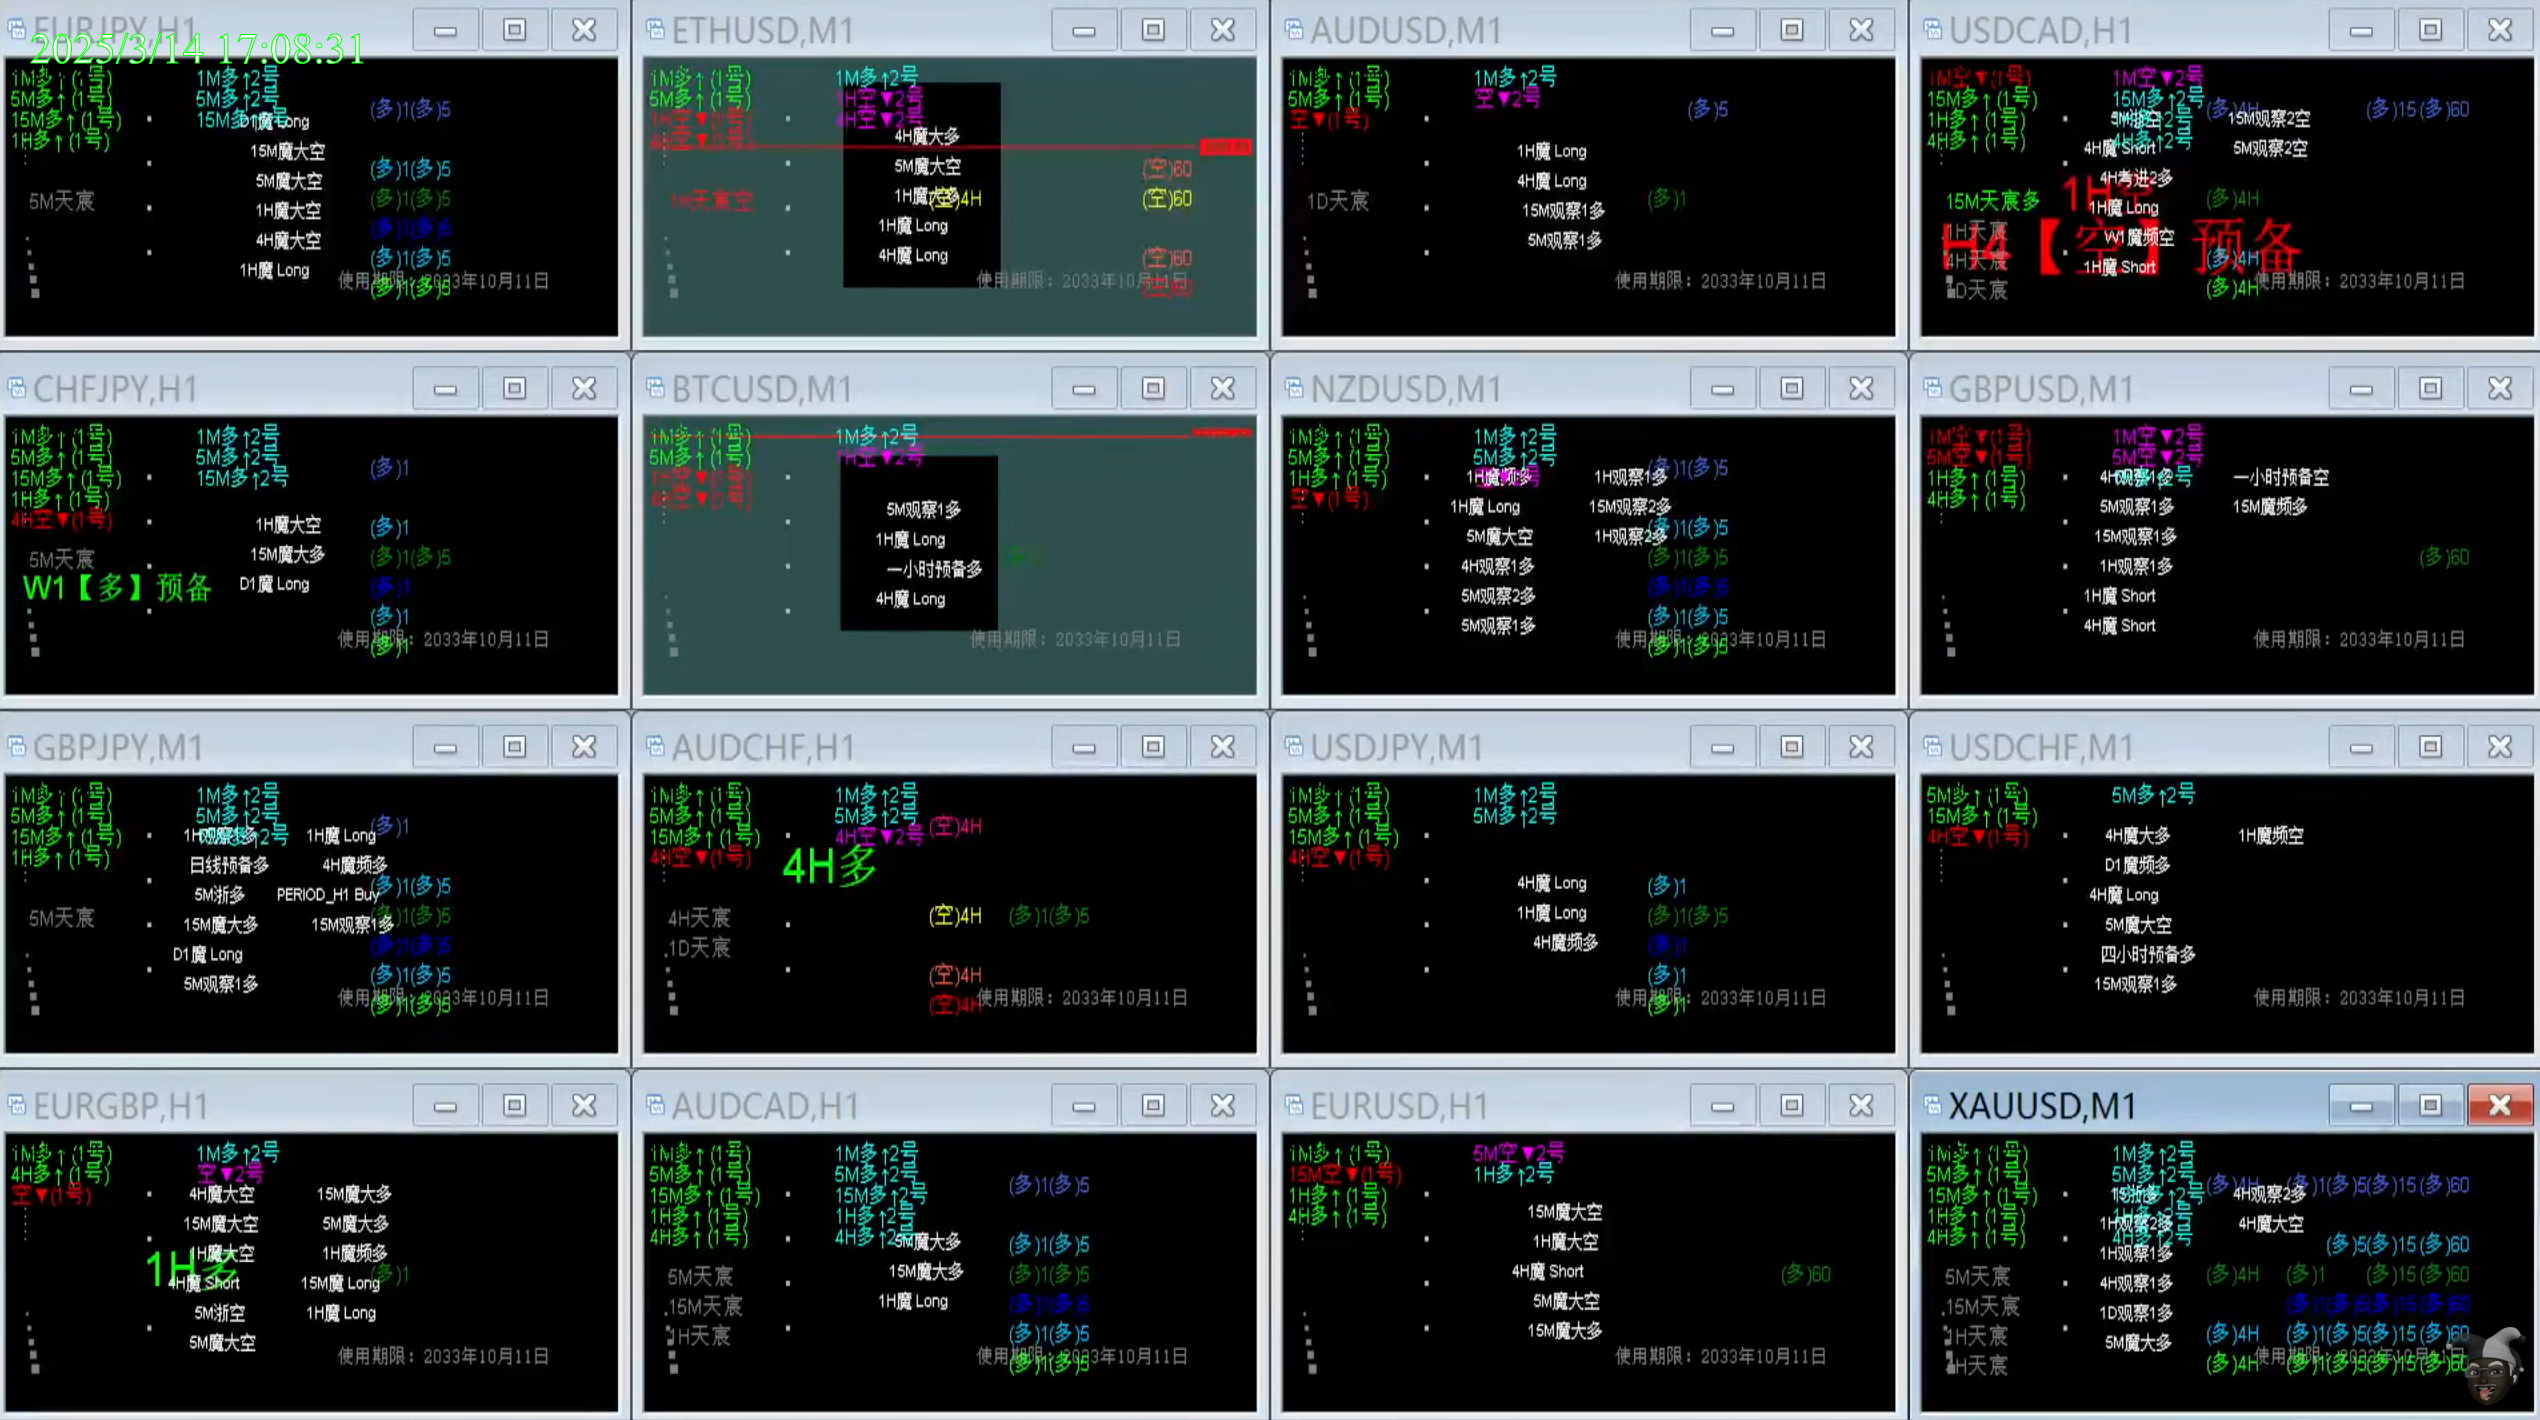 EURJPY,H1
2025/3/14 17:08:31
1M多↑(1号) 1M多↑2号
5M多↑(1号) 5M多↑2号 (多)1(多)5
15M多↑(1号) 15M多↑2号 D1魔 Long
1H多↑(1号)
15M魔大空
5M魔大空 (多)1(多)5
5M天宸 (多)1(多)5
1H魔大空
4H魔大空 (多)1(多)5
1H魔 Long (多)1(多)5
使用期限: 2033年10月11日
(多)1(多)5
ETHUSD,M1
1M多↑(1号) 1M多↑2号
5M多↑(1号) 1H空▼2号
1H空▼(1号) 4H空▼2号
4H空▼(1号) 4H魔大多
5M魔大空 (空)60
1H天宸空 (空)4H (空)60
1H魔 Long
4H魔 Long (空)60
使用期限: 2033年10月11日
AUDUSD,M1
1M多↑(1号) 1M多↑2号
5M多↑(1号) 空▼2号 (多)5
空▼(1号)
1H魔 Long
4H魔 Long
1D天宸 15M观察1多 (多)1
5M观察1多
使用期限: 2033年10月11日
USDCAD,H1
1M空▼(1号) 1M空▼2号
15M多↑(1号) 15M多↑2号 (多)4H (多)15(多)60
1H多↑(1号) 15M观察2空
4H多↑(1号) 4H魔 Short 5M观察2空
4H考进2多
15M天宸多 1H空 (多)4H
1H魔 Long
1H天宸 W1魔频空
H4【空】预备
4H天宸 1H魔 Short (多)4H
1D天宸 (多)4H 使用期限: 2033年10月11日
CHFJPY,H1
1M多↑(1号) 1M多↑2号
5M多↑(1号) 5M多↑2号 (多)1
15M多↑(1号) 15M多↑2号
1H多↑(1号)
4H空▼(1号) 1H魔大空 (多)1
5M天宸 15M魔大多 (多)1(多)5
W1【多】预备 D1魔 Long (多)1
(多)1
使用期限: 2033年10月11日
(多)1
BTCUSD,M1
1M多↑(1号) 1M多↑2号
5M多↑(1号) 1H空▼2号
1H空▼(1号)
4H空▼(1号) 5M观察1多
1H魔 Long
一小时预备多
4H魔 Long
使用期限: 2033年10月11日
NZDUSD,M1
1M多↑(1号) 1M多↑2号
5M多↑(1号) 5M多↑2号 (多)1(多)5
1H多↑(1号) 1H魔频多 1H观察1多
空▼(1号) 1H魔 Long 15M观察2多
5M魔大空 1H观察2多 (多)1(多)5
4H观察1多 (多)1(多)5
5M观察2多 (多)1(多)5
5M观察1多 (多)1(多)5
使用期限: 2033年10月11日
(多)1(多)5
GBPUSD,M1
1M空▼(1号) 1M空▼2号
5M空▼(1号) 5M空▼2号
1H多↑(1号) 4H观察1多 一小时预备空
4H多↑(1号) 5M观察1多 15M魔频多
15M观察1多
1H观察1多 (多)60
1H魔 Short
4H魔 Short
使用期限: 2033年10月11日
GBPJPY,M1
1M多↑(1号) 1M多↑2号
5M多↑(1号) 5M多↑2号 (多)1
15M多↑(1号) 1H观察1多 1H魔 Long
1H多↑(1号) 日线预备多 4H魔频多
5M浙多 PERIOD_H1 Buy (多)1(多)5
5M天宸 15M魔大多 15M观察1多 (多)1(多)5
D1魔 Long (多)1(多)5
5M观察1多 (多)1(多)5
使用期限: 2033年10月11日
(多)1(多)5
AUDCHF,H1
1M多↑(1号) 1M多↑2号
5M多↑(1号) 5M多↑2号
15M多↑(1号) 4H空▼2号 (空)4H
4H空▼(1号) 4H多
4H天宸 (空)4H (多)1(多)5
1D天宸
(空)4H
(空)4H 使用期限: 2033年10月11日
USDJPY,M1
1M多↑(1号) 1M多↑2号
5M多↑(1号) 5M多↑2号
15M多↑(1号)
4H空▼(1号)
4H魔 Long (多)1
1H魔 Long (多)1(多)5
4H魔频多 (多)1
(多)1
使用期限: 2033年10月11日
(多)1
USDCHF,M1
5M多↑(1号) 5M多↑2号
15M多↑(1号)
4H空▼(1号) 4H魔大多 1H魔频空
D1魔频多
4H魔 Long
5M魔大空
四小时预备多
15M观察1多
使用期限: 2033年10月11日
EURGBP,H1
1M多↑(1号) 1M多↑2号
4H多↑(1号) 空▼2号
空▼(1号) 4H魔大空 15M魔大多
15M魔大空 5M魔大多
1H魔大空 1H魔频多
1H多 (多)1
4H魔 Short 15M魔 Long
5M浙空 1H魔 Long
5M魔大空
使用期限: 2033年10月11日
AUDCAD,H1
1M多↑(1号) 1M多↑2号
5M多↑(1号) 5M多↑2号 (多)1(多)5
15M多↑(1号) 15M多↑2号
1H多↑(1号) 1H多↑2号
4H多↑(1号) 4H多↑2号 5M魔大多 (多)1(多)5
5M天宸 15M魔大多 (多)1(多)5
15M天宸 1H魔 Long (多)1(多)5
1H天宸 (多)1(多)5
使用期限: 2033年10月11日
(多)1(多)5
EURUSD,H1
1M多↑(1号) 5M空▼2号
15M空▼(1号) 1H多↑2号
1H多↑(1号)
4H多↑(1号) 15M魔大空
1H魔大空
4H魔 Short (多)60
5M魔大空
15M魔大多
使用期限: 2033年10月11日
XAUUSD,M1
1M多↑(1号) 1M多↑2号
5M多↑(1号) 5M多↑2号 (多)4H (多)1(多)5(多)15(多)60
15M多↑(1号) 4H观察2多
1H多↑(1号) 1H观察2多 4H魔大空
4H多↑(1号) 1H观察1多 (多)5(多)15(多)60
5M天宸 4H观察1多 (多)4H (多)1 (多)15(多)60
15M天宸 1D观察1多 (多)1(多)5(多)15(多)60
1H天宸 5M魔大多 (多)4H (多)1(多)5(多)15(多)60
4H天宸 (多)4H (多)1(多)5(多)15(多)60